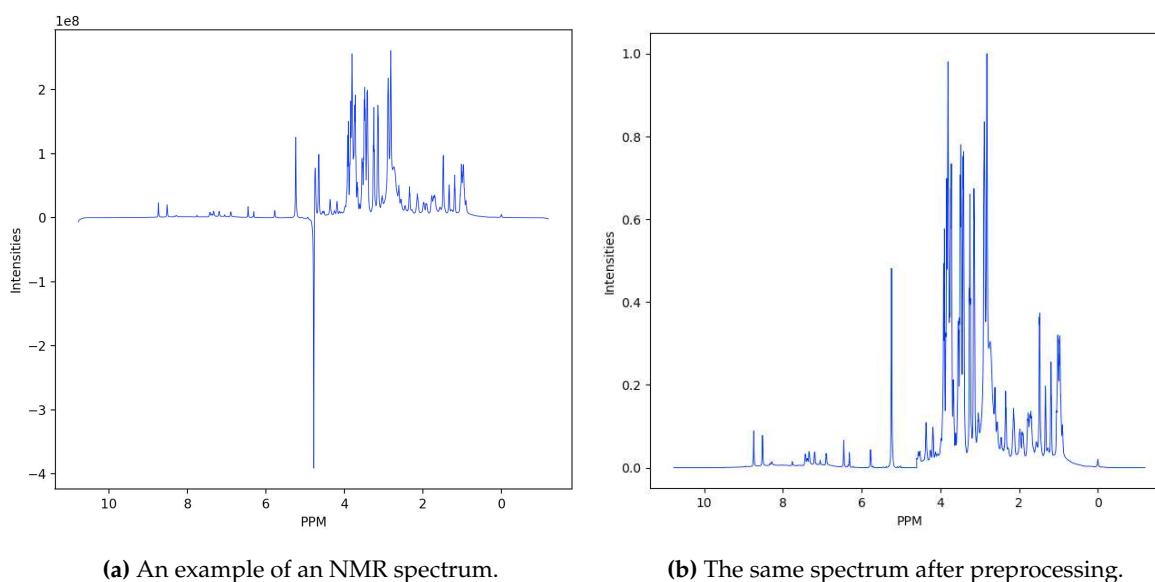 1e8
2
1
0
−1
−2
−3
−4
Intensities
10 8 6 4 2 0
PPM
(a) An example of an NMR spectrum.
1.0
0.8
0.6
0.4
0.2
0.0
Intensities
10 8 6 4 2 0
PPM
(b) The same spectrum after preprocessing.